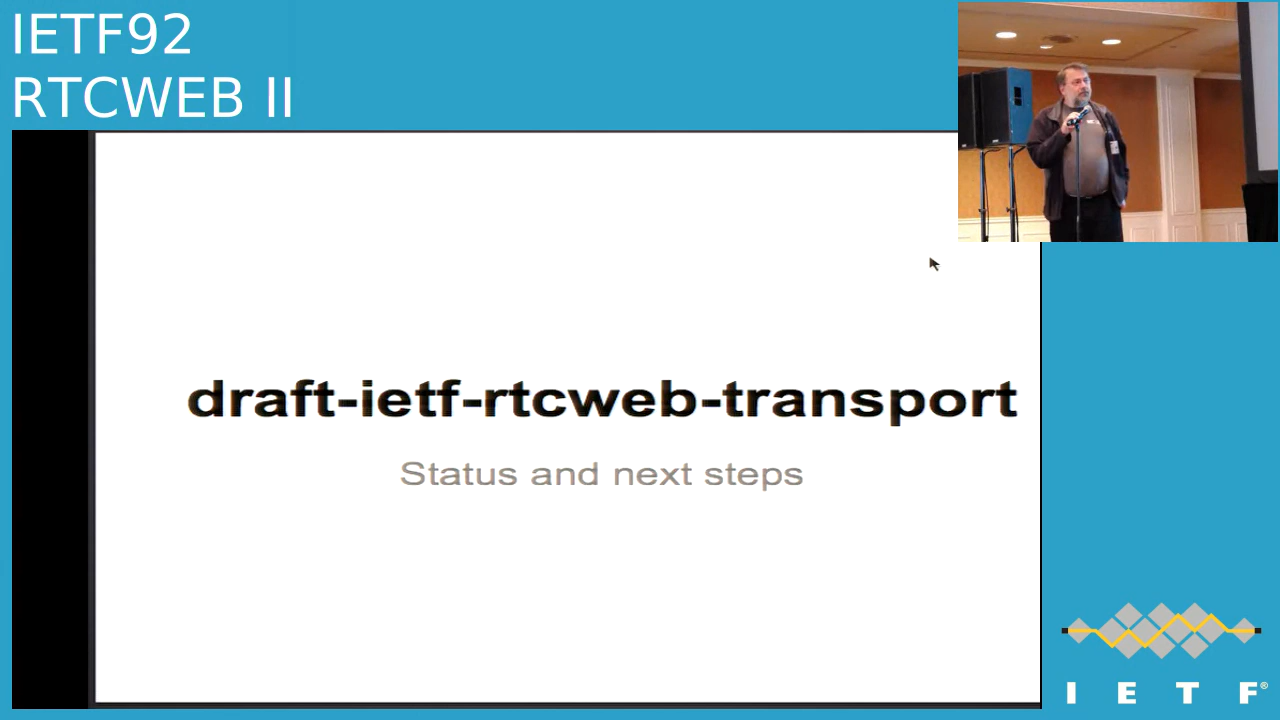 IETF92
RTCWEB II
draft-ietf-rtcweb-transport
Status and next steps
I E T F®